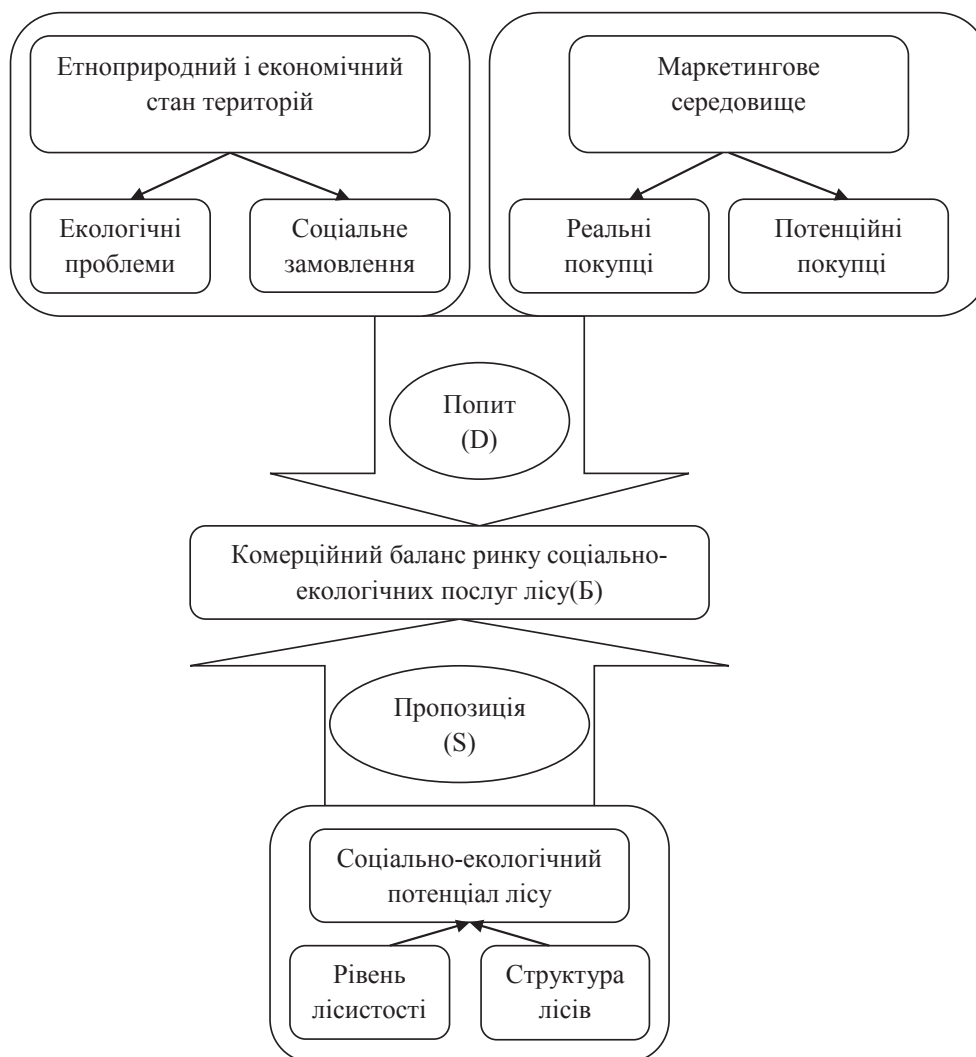 Етноприродний і економічний
стан територій
Маркетингове
середовище
Екологічні
проблеми
Соціальне
замовлення
Реальні
покупці
Потенційні
покупці
Попит
(D)
Комерційний баланс ринку соціально-
екологічних послуг лісу(Б)
Пропозиція
(S)
Соціально-екологічний
потенціал лісу
Рівень
лісистості
Структура
лісів